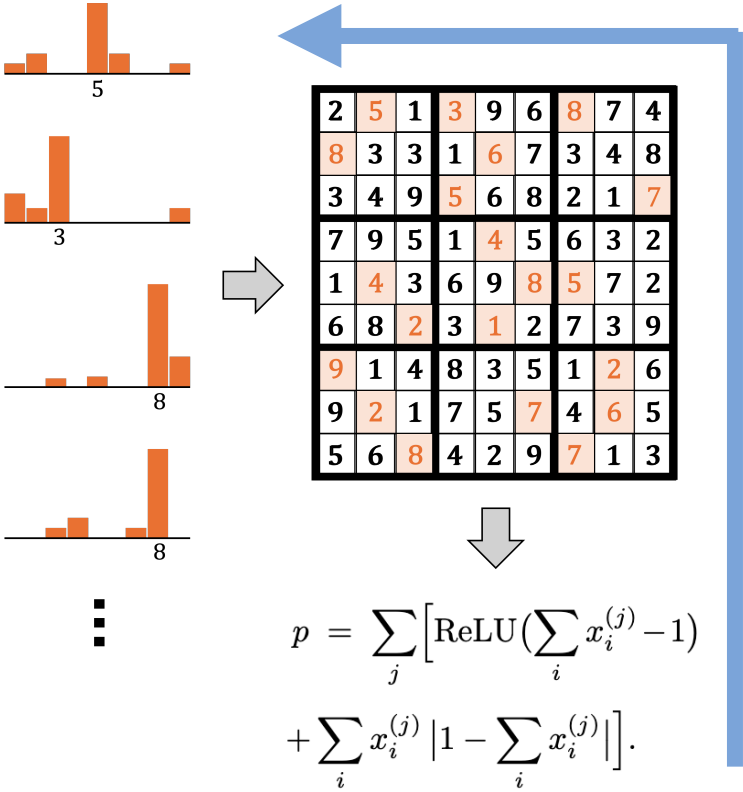 5
3
8
8
2 5 1 3 9 6 8 7 4
8 3 3 1 6 7 3 4 8
3 4 9 5 6 8 2 1 7
7 9 5 1 4 5 6 3 2
1 4 3 6 9 8 5 7 2
6 8 2 3 1 2 7 3 9
9 1 4 8 3 5 1 2 6
9 2 1 7 5 7 4 6 5
5 6 8 4 2 9 7 1 3
p = ∑_j [ReLU(∑_i x_i^{(j)} − 1)
+ ∑_i x_i^{(j)} |1 − ∑_i x_i^{(j)}|].